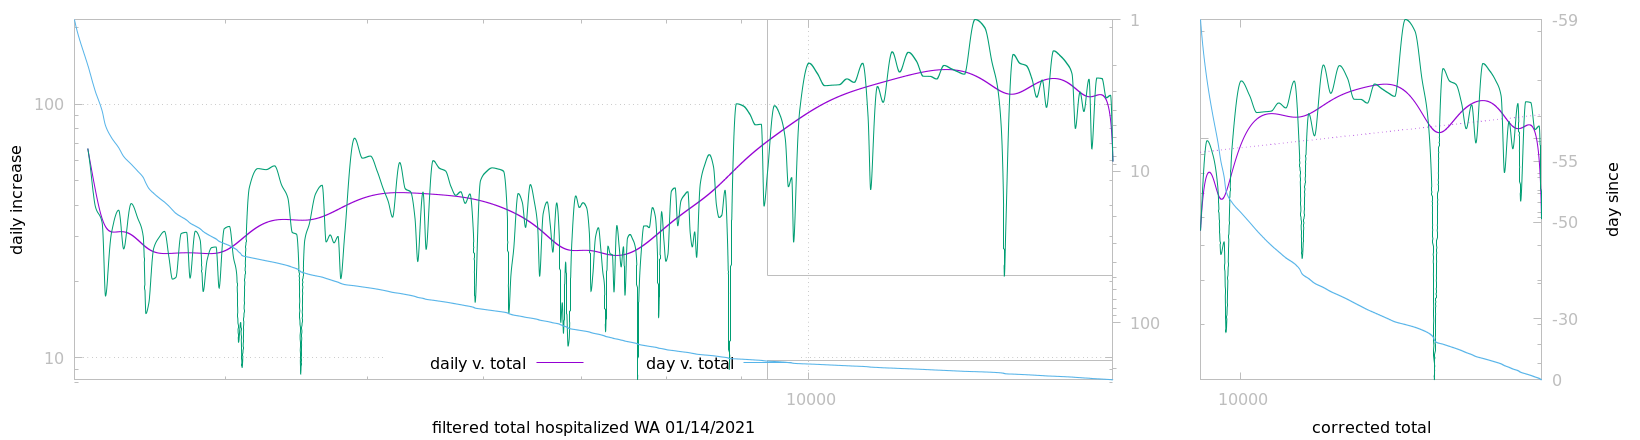 1
-59
100
10
-55
daily increase
day since
-50
100
-30
10
daily v. total
day v. total
0
10000
10000
filtered total hospitalized WA 01/14/2021
corrected total